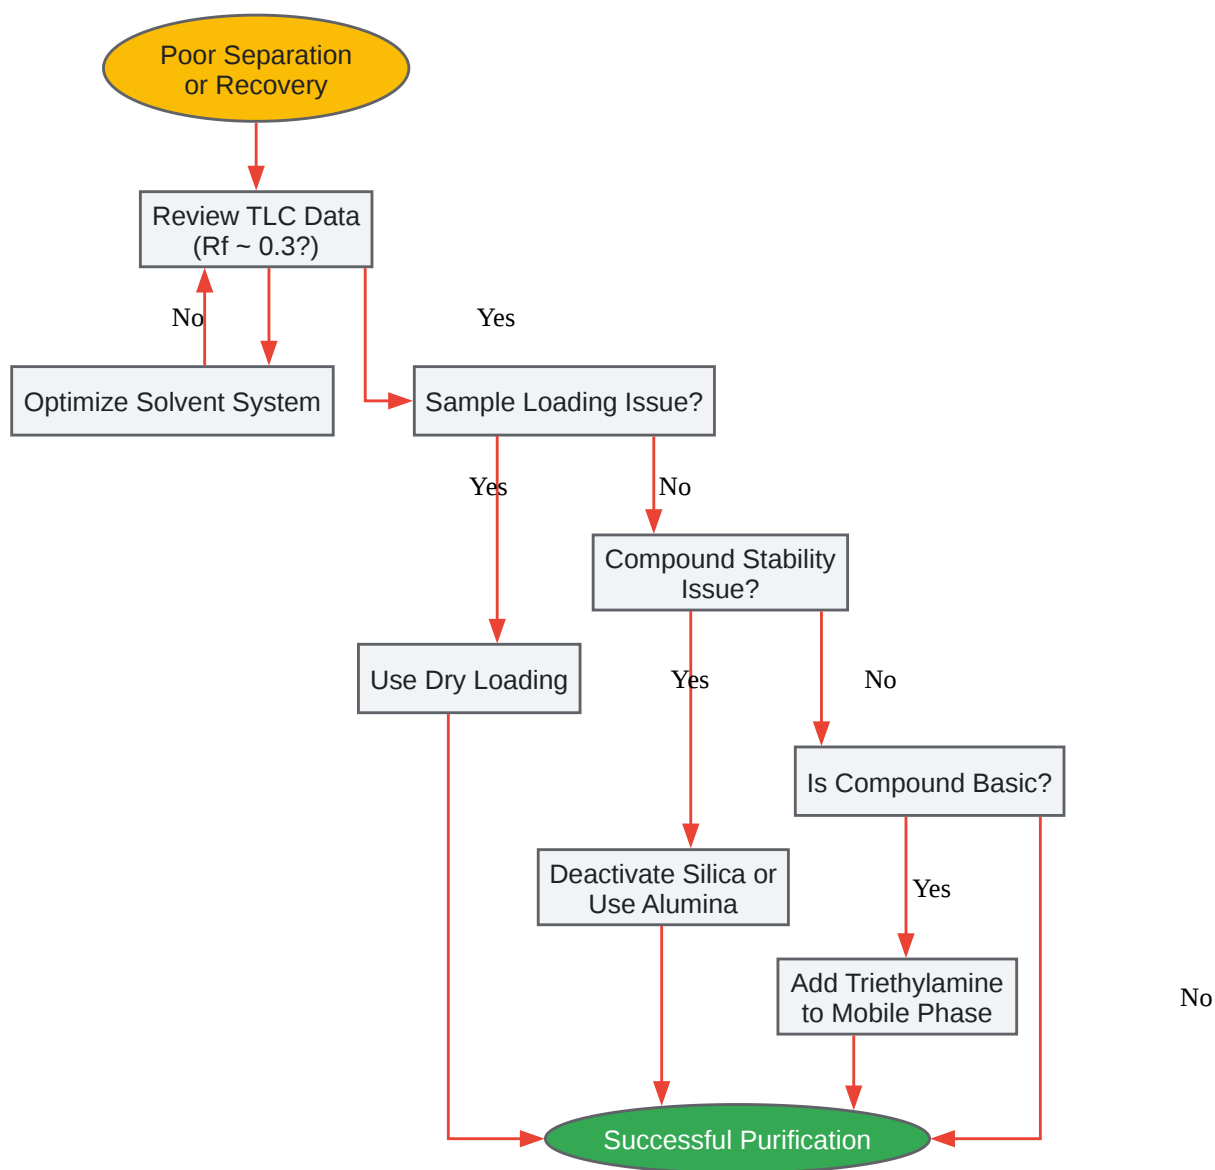 Poor Separation
or Recovery
Review TLC Data
(Rf ~ 0.3?)
No
Yes
Optimize Solvent System
Sample Loading Issue?
Yes
No
Compound Stability
Issue?
Use Dry Loading
Yes
No
Is Compound Basic?
Deactivate Silica or
Use Alumina
Yes
Add Triethylamine
to Mobile Phase
No
Successful Purification